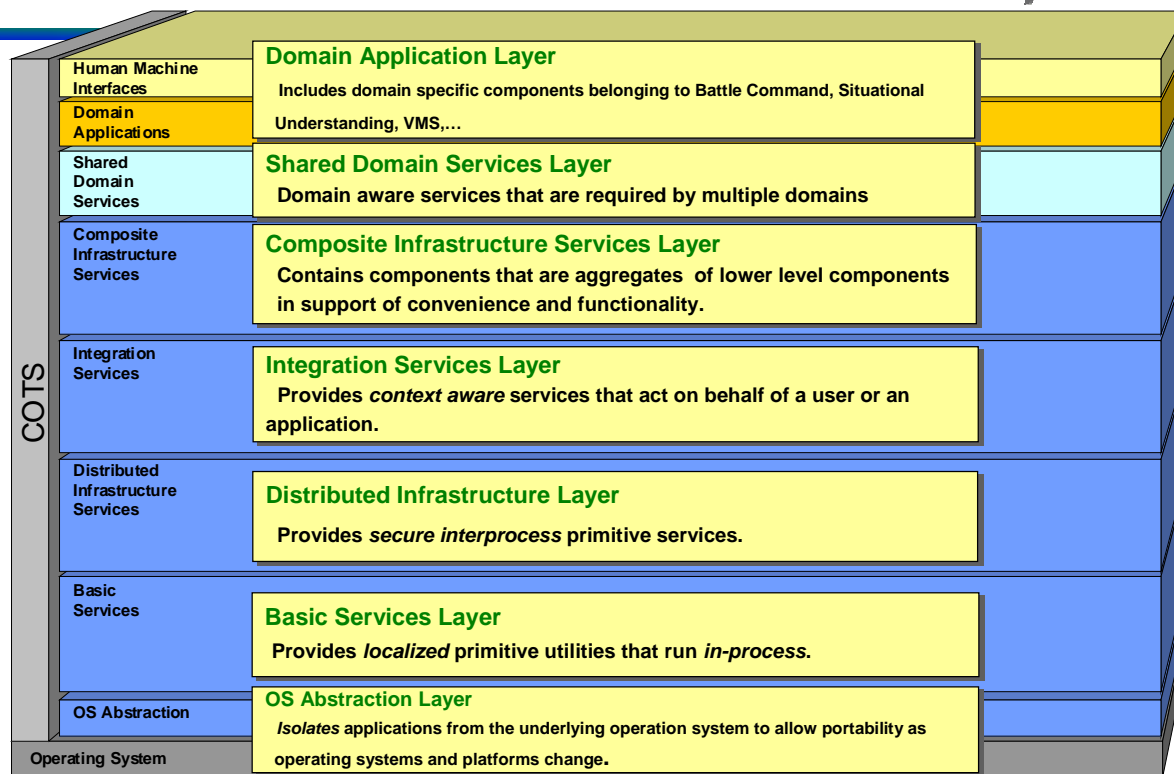 Human Machine
Interfaces
Domain Application Layer
Includes domain specific components belonging to Battle Command, Situational
Understanding, VMS,…
Domain
Applications
Shared
Domain
Services
Shared Domain Services Layer
Domain aware services that are required by multiple domains
Composite
Infrastructure
Services
Composite Infrastructure Services Layer
Contains components that are aggregates of lower level components
in support of convenience and functionality.
COTS
Integration
Services
Integration Services Layer
Provides context aware services that act on behalf of a user or an
application.
Distributed
Infrastructure
Services
Distributed Infrastructure Layer
Provides secure interprocess primitive services.
Basic
Services
Basic Services Layer
Provides localized primitive utilities that run in-process.
OS Abstraction
OS Abstraction Layer
Isolates applications from the underlying operation system to allow portability as
operating systems and platforms change.
Operating System